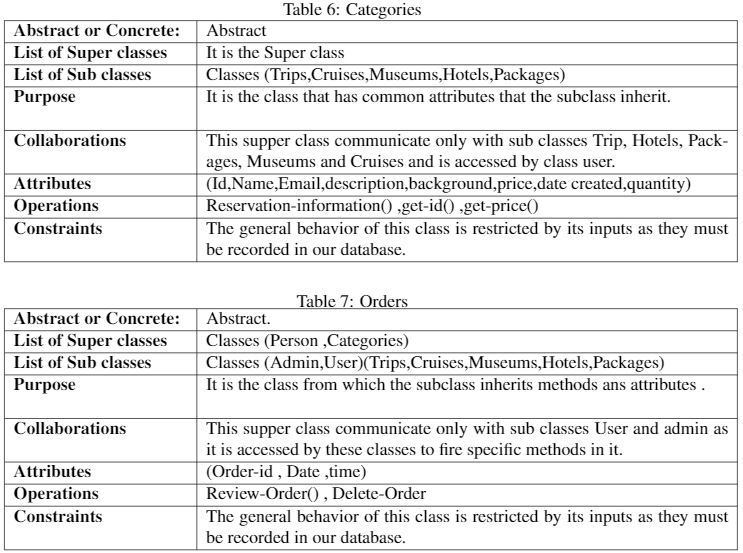 Table 6: Categories
Abstract or Concrete: Abstract
List of Super classes It is the Super class
List of Sub classes Classes (Trips,Cruises,Museums,Hotels,Packages)
Purpose It is the class that has common attributes that the subclass inherit.
Collaborations This supper class communicate only with sub classes Trip, Hotels, Pack-
ages, Museums and Cruises and is accessed by class user.
Attributes (Id,Name,Email,description,background,price,date created,quantity)
Operations Reservation-information() ,get-id() ,get-price()
Constraints The general behavior of this class is restricted by its inputs as they must
be recorded in our database.
Table 7: Orders
Abstract or Concrete: Abstract.
List of Super classes Classes (Person ,Categories)
List of Sub classes Classes (Admin,User)(Trips,Cruises,Museums,Hotels,Packages)
Purpose It is the class from which the subclass inherits methods ans attributes .
Collaborations This supper class communicate only with sub classes User and admin as
it is accessed by these classes to fire specific methods in it.
Attributes (Order-id , Date ,time)
Operations Review-Order() , Delete-Order
Constraints The general behavior of this class is restricted by its inputs as they must
be recorded in our database.